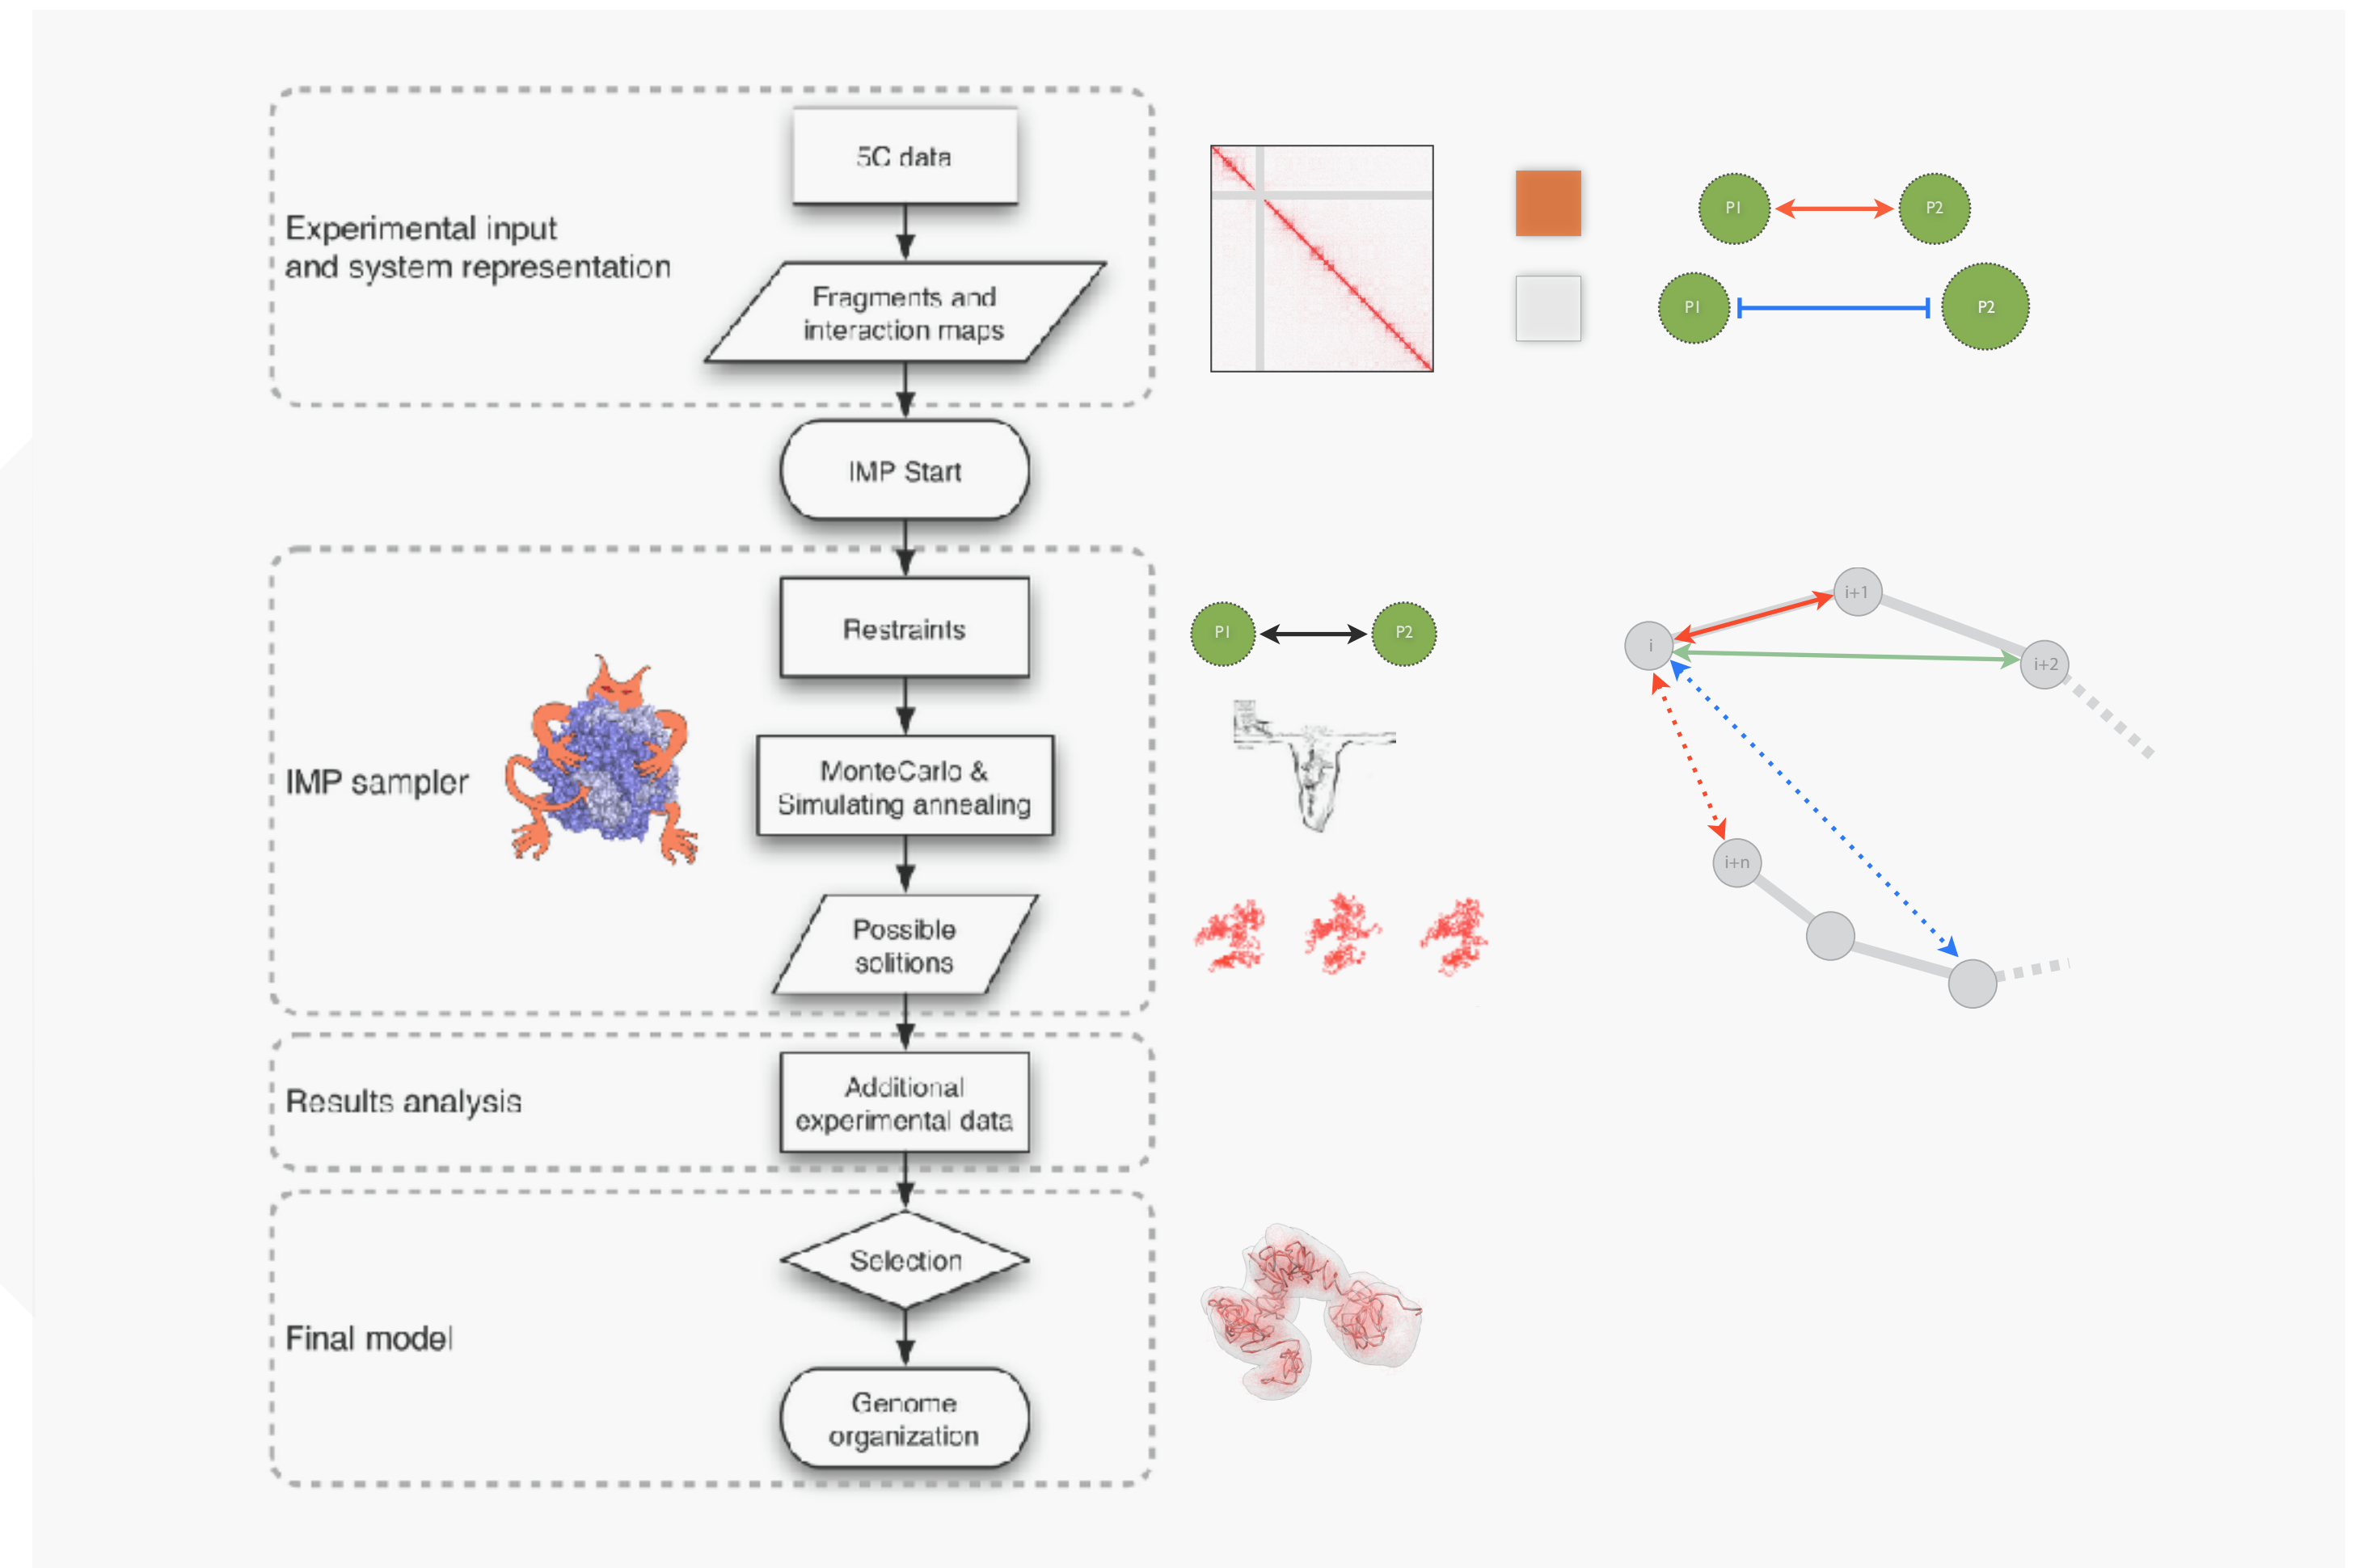 5C data
Experimental input
and system representation
Fragments and
interaction maps
P1
P2
P1
P2
IMP Start
Restraints
P1
P2
i
i+1
i+2
i+n
IMP sampler
MonteCarlo &
Simulating annealing
Possible
solitions
Results analysis
Additional
experimental data
Selection
Final model
Genome
organization